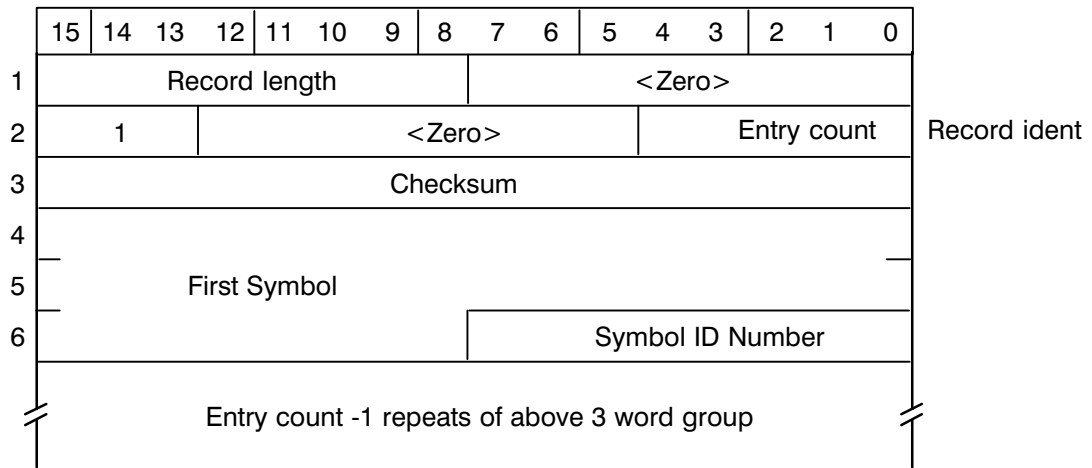 15 14 13 12 11 10 9 8 7 6 5 4 3 2 1 0
1 Record length <Zero>
2 1 <Zero> Entry count Record ident
3 Checksum
4
5 First Symbol
6 Symbol ID Number
Entry count -1 repeats of above 3 word group